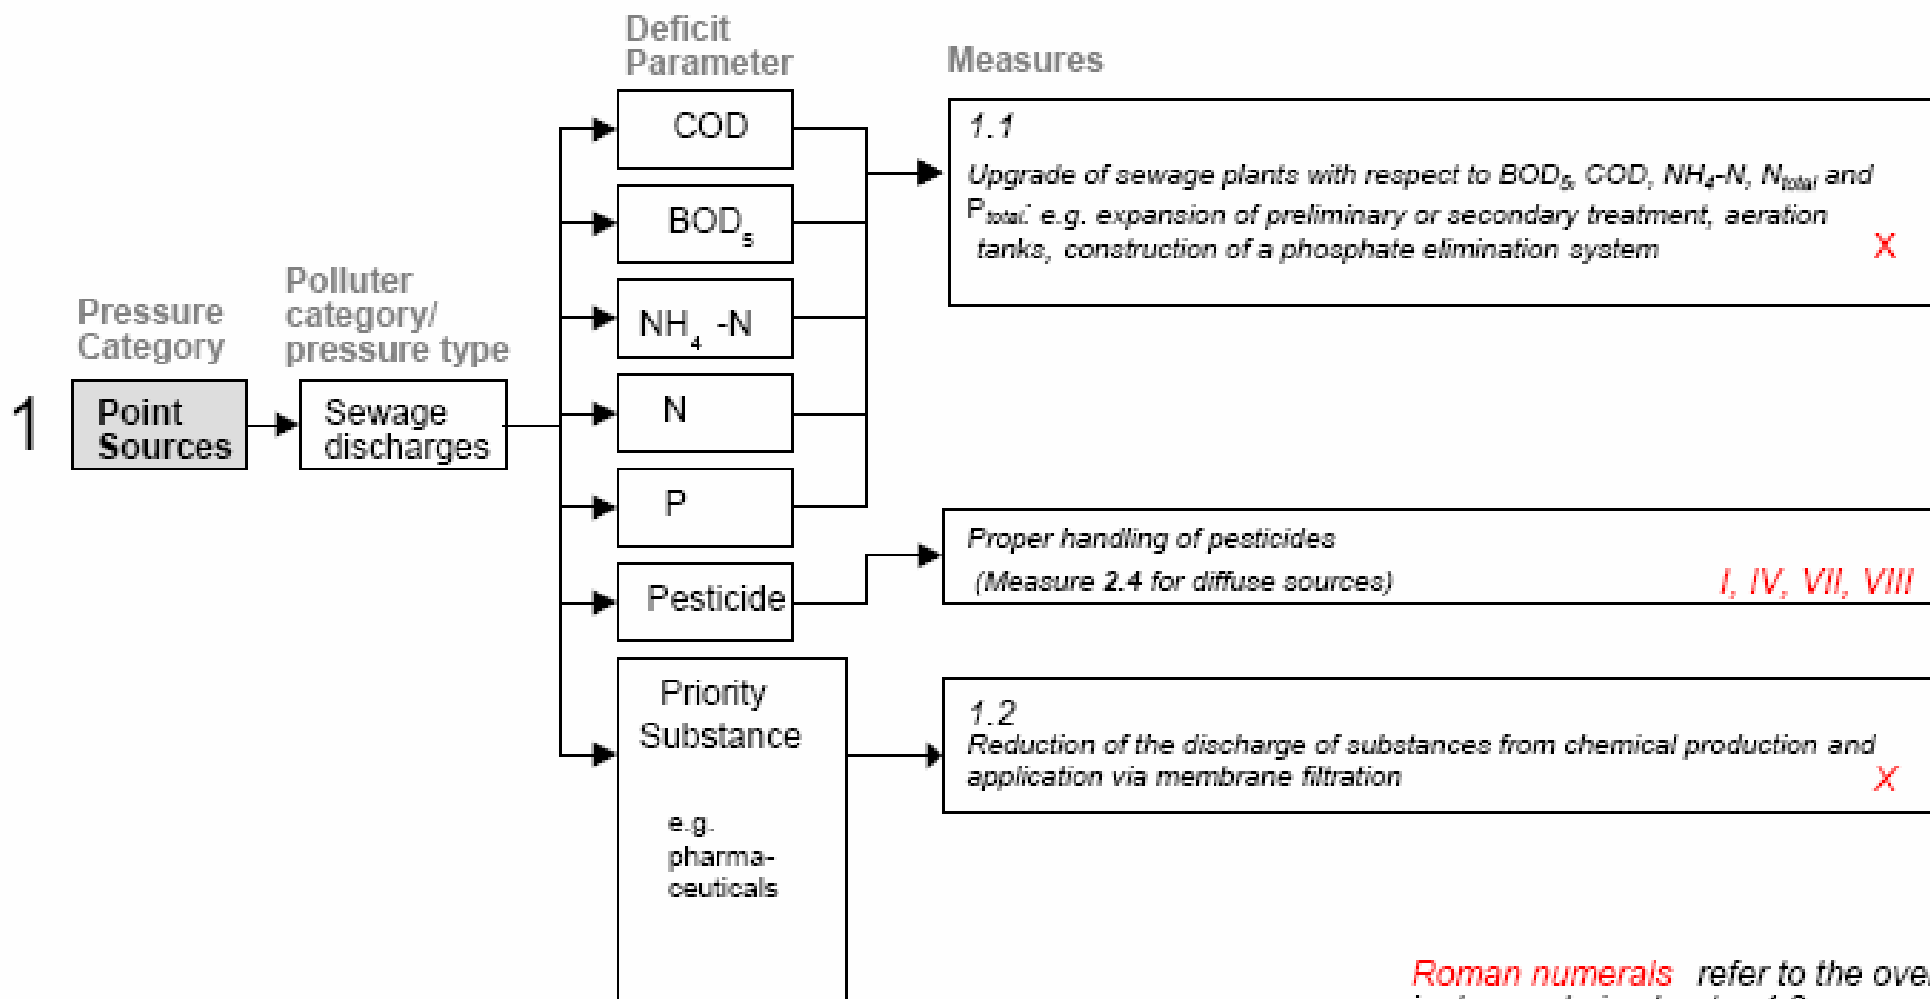 Deficit
Parameter
Measures
COD
BOD5
NH4 -N
N
P
Pesticide
Priority
Substance
e.g.
pharma-
ceuticals
Polluter
category/
pressure type
Pressure
Category
1
Point
Sources
Sewage
discharges
1.1
Upgrade of sewage plants with respect to BOD5, COD, NH4-N, Ntotal and
Ptotal: e.g. expansion of preliminary or secondary treatment, aeration
tanks, construction of a phosphate elimination system
X
Proper handling of pesticides
(Measure 2.4 for diffuse sources)
I, IV, VII, VIII
1.2
Reduction of the discharge of substances from chemical production and
application via membrane filtration
X
Roman numerals refer to the